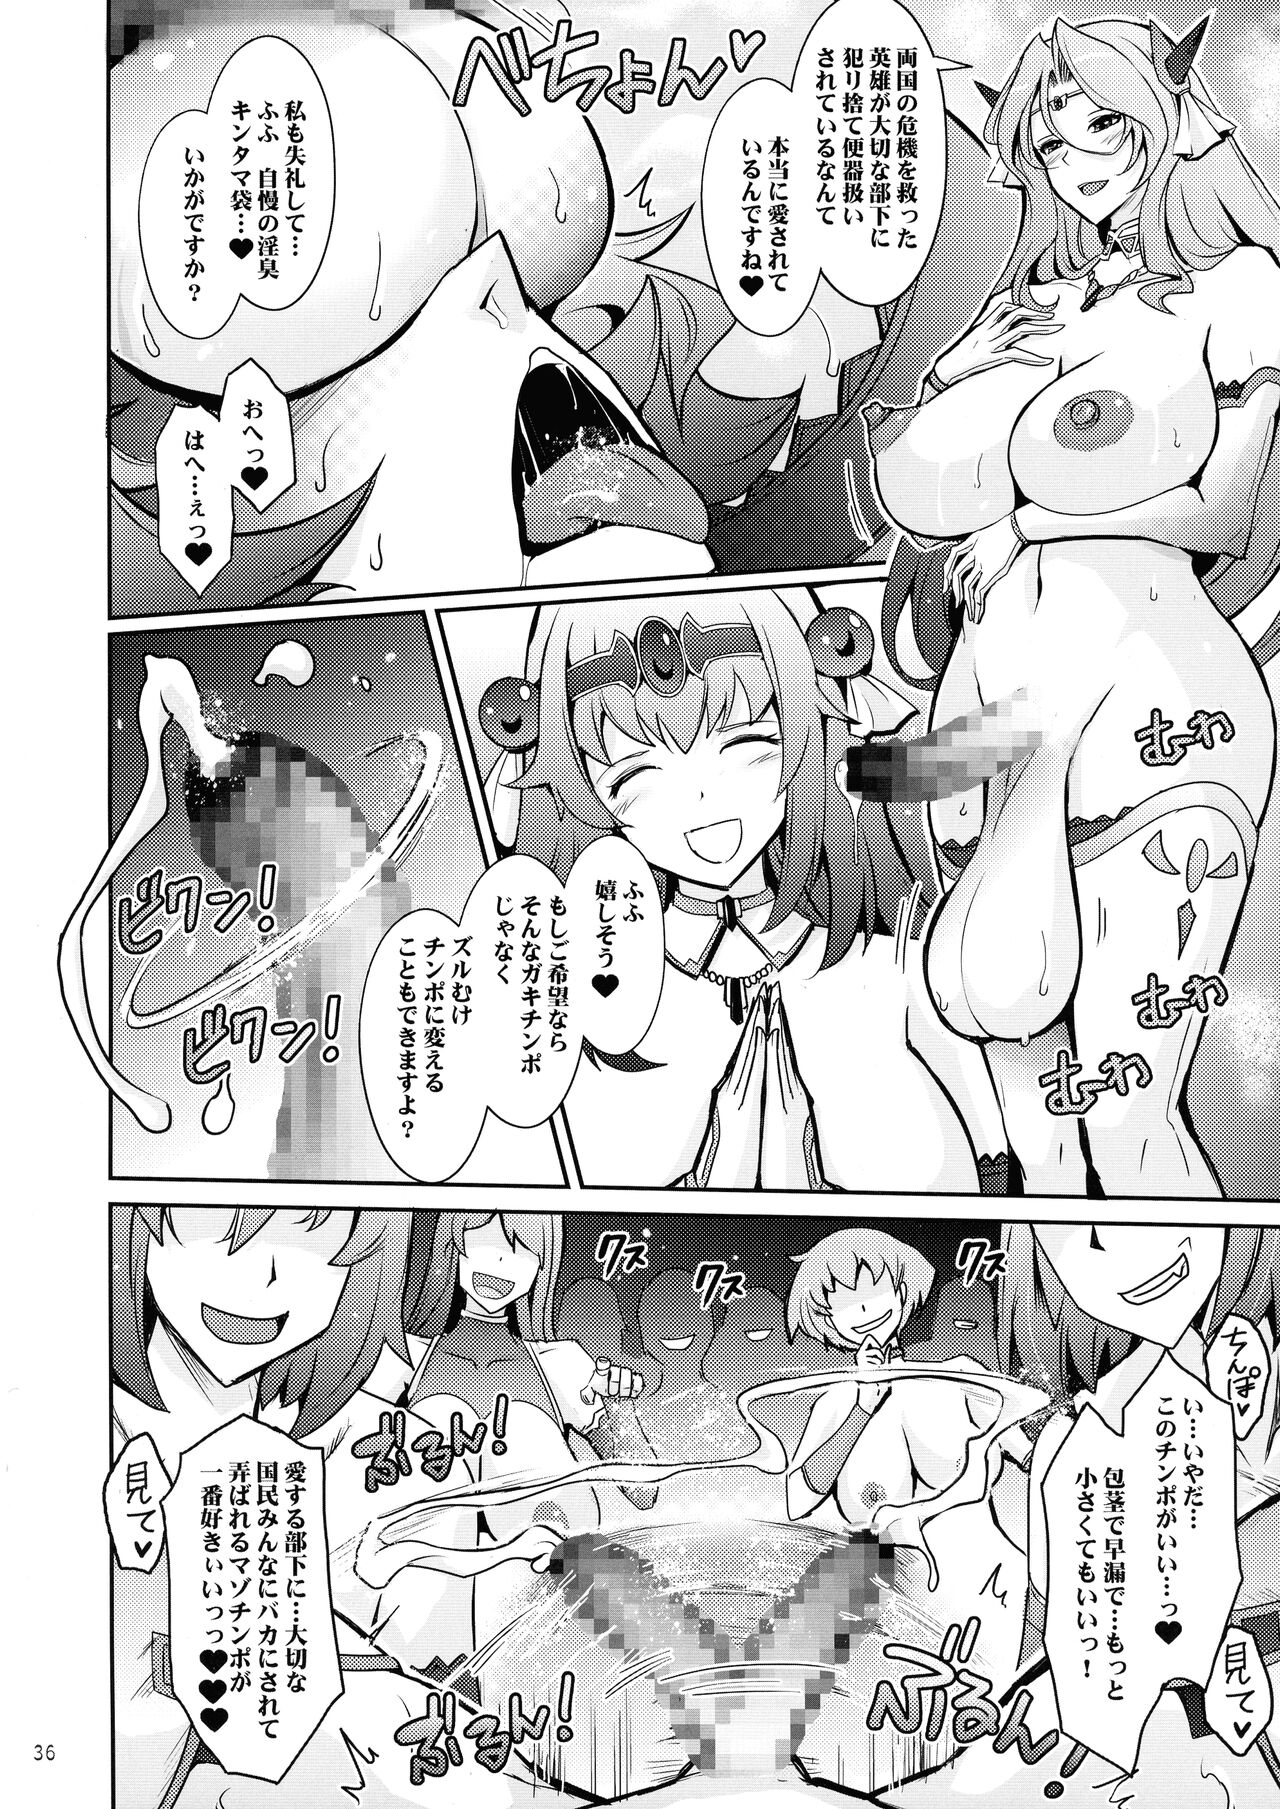 両国の危機を救った
英雄が大切な部下に
犯り捨て便器扱い
されているなんて
本当に愛されて
いるんですね♥
べちょん♡
私も失礼して…
ふふ 自慢の淫臭
キンタマ袋…♥
いかがですか?
おへっ♥
はへ…ぇっ♥
むーわ
むーわ
むーわ
ふふ
嬉しそう♥
もしご希望なら
そんなガキチンポ
じゃなく
ズルむけ
チンポに変える
こともできますよ?
ビクン!
ビクン!
クス
クス
ちんぽ♡
い…いやだ…
このチンポがいい…っ♥
包茎で早漏で…もっと
小さくてもいいっ!
見て♡
ぶるん!
ぶるん!
ぶるん!
愛する部下に…大切な
国民みんなにバカにされて
弄ばれるマゾチンポが
一番好きぃいっっ♥♥♥
見て♡
36